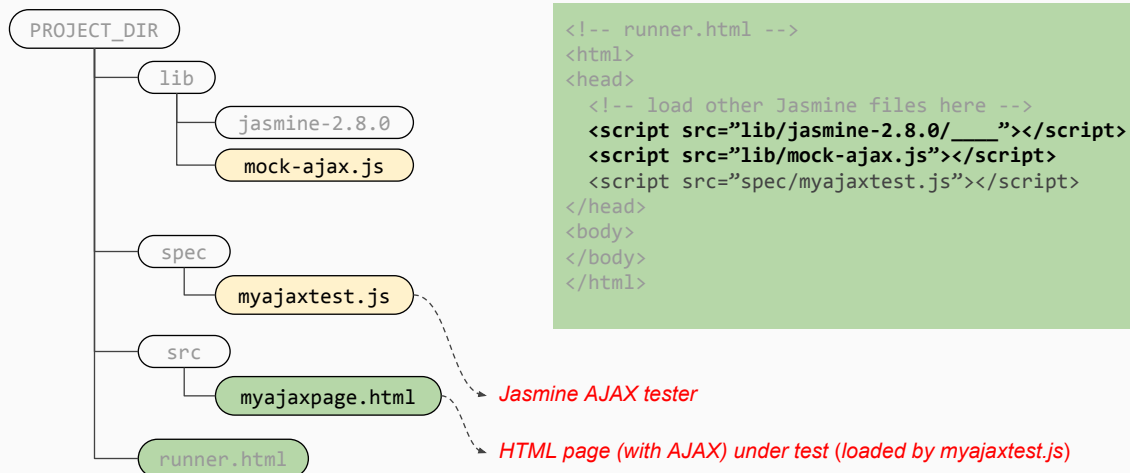 PROJECT_DIR
lib
jasmine-2.8.0
mock-ajax.js
spec
myajaxtest.js
src
myajaxpage.html
runner.html
Jasmine AJAX tester
HTML page (with AJAX) under test (loaded by myajaxtest.js)
<!-- runner.html -->
<html>
<head>
<!-- load other Jasmine files here -->
<script src=”lib/jasmine-2.8.0/____”></script>
<script src=”lib/mock-ajax.js”></script>
<script src=”spec/myajaxtest.js”></script>
</head>
<body>
</body>
</html>